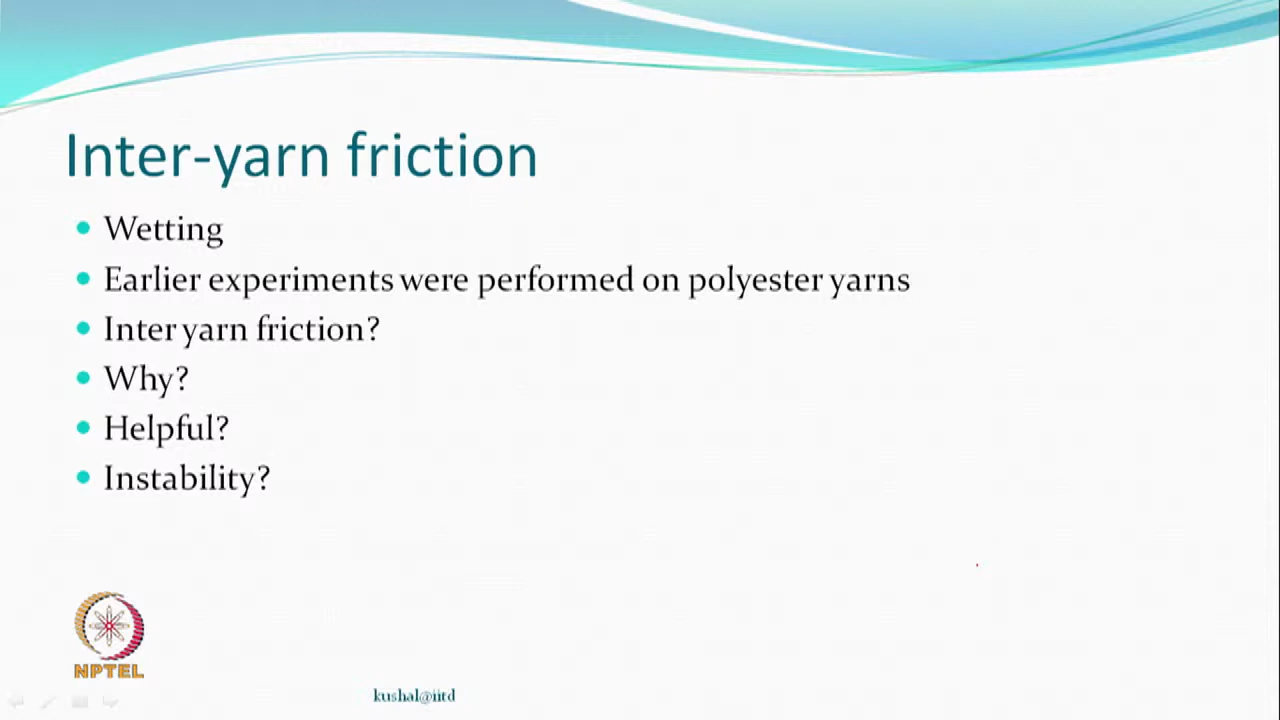 Inter-yarn friction
Wetting
Earlier experiments were performed on polyester yarns
Inter yarn friction?
Why?
Helpful?
Instability?
NPTEL
kushal@iitd